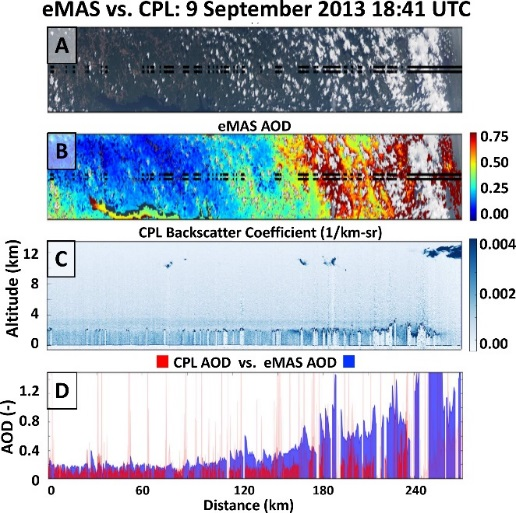 eMAS vs. CPL: 9 September 2013 18:41 UTC
A
eMAS AOD
B
0.75
0.50
0.25
0.00
CPL Backscatter Coefficient (1/km-sr)
C
Altitude (km)
12
8
4
0
0.004
0.002
0.00
CPL AOD vs. eMAS AOD
D
AOD (-)
1.2
0.8
0.4
0
0 60 120 180 240
Distance (km)